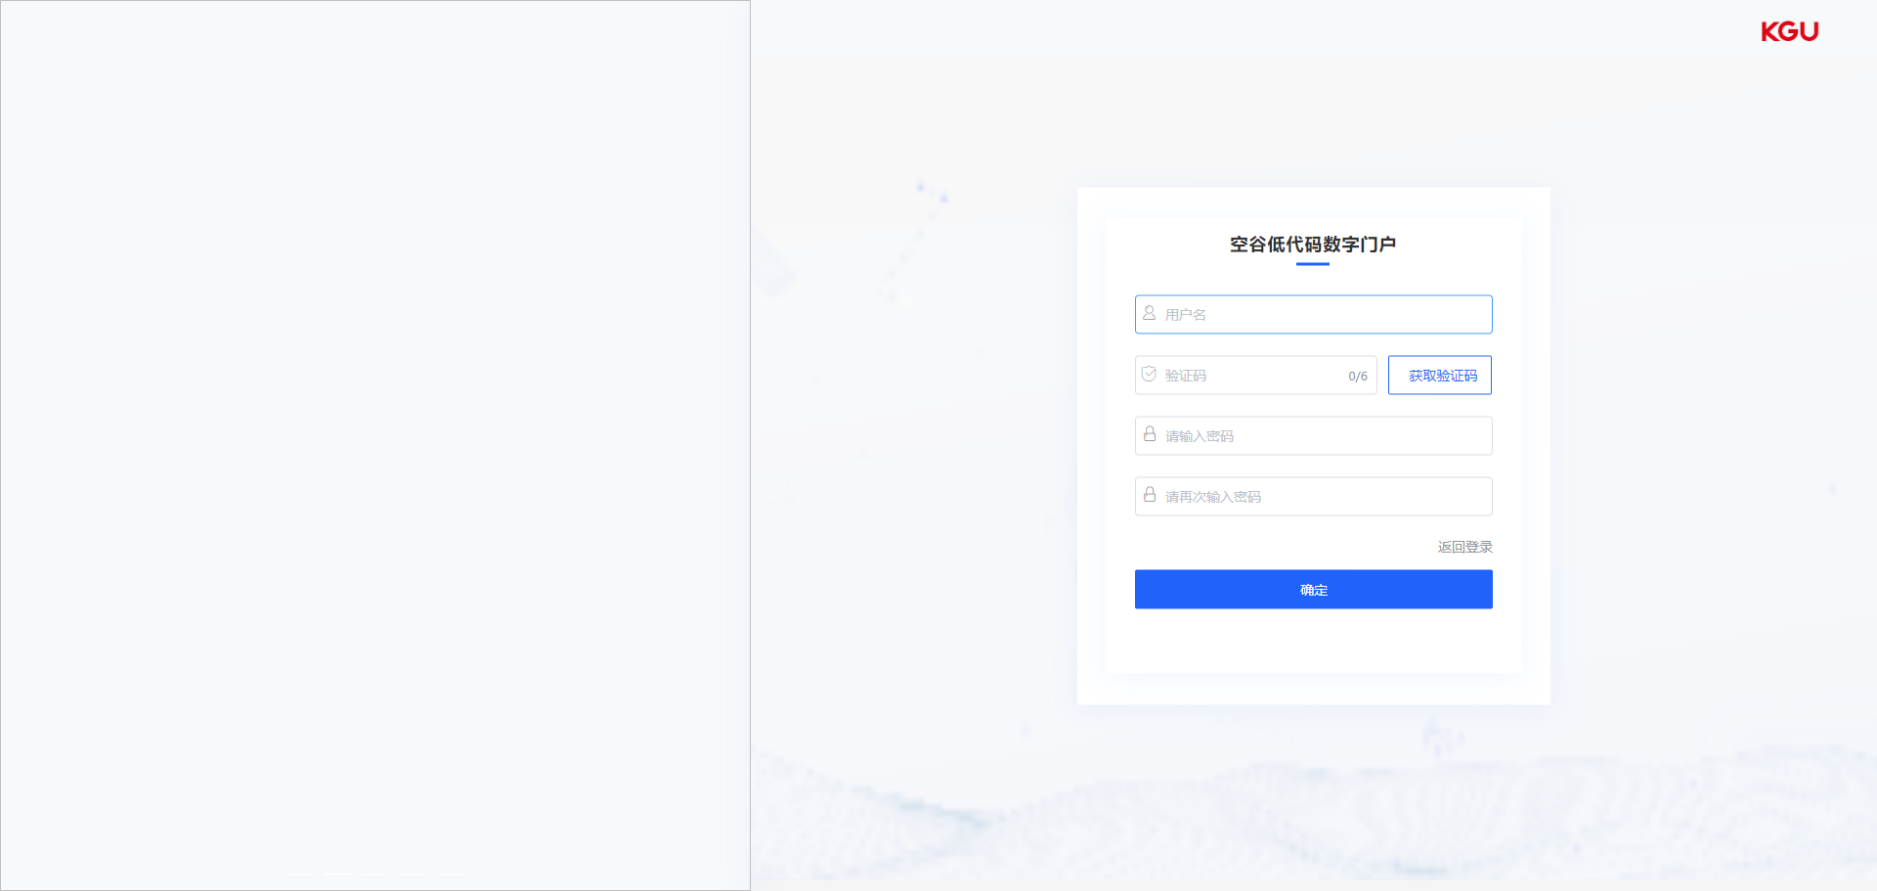 KGU
空谷低代码数字门户
用户名
验证码 0/6 获取验证码
请输入密码
请再次输入密码
返回登录
确定